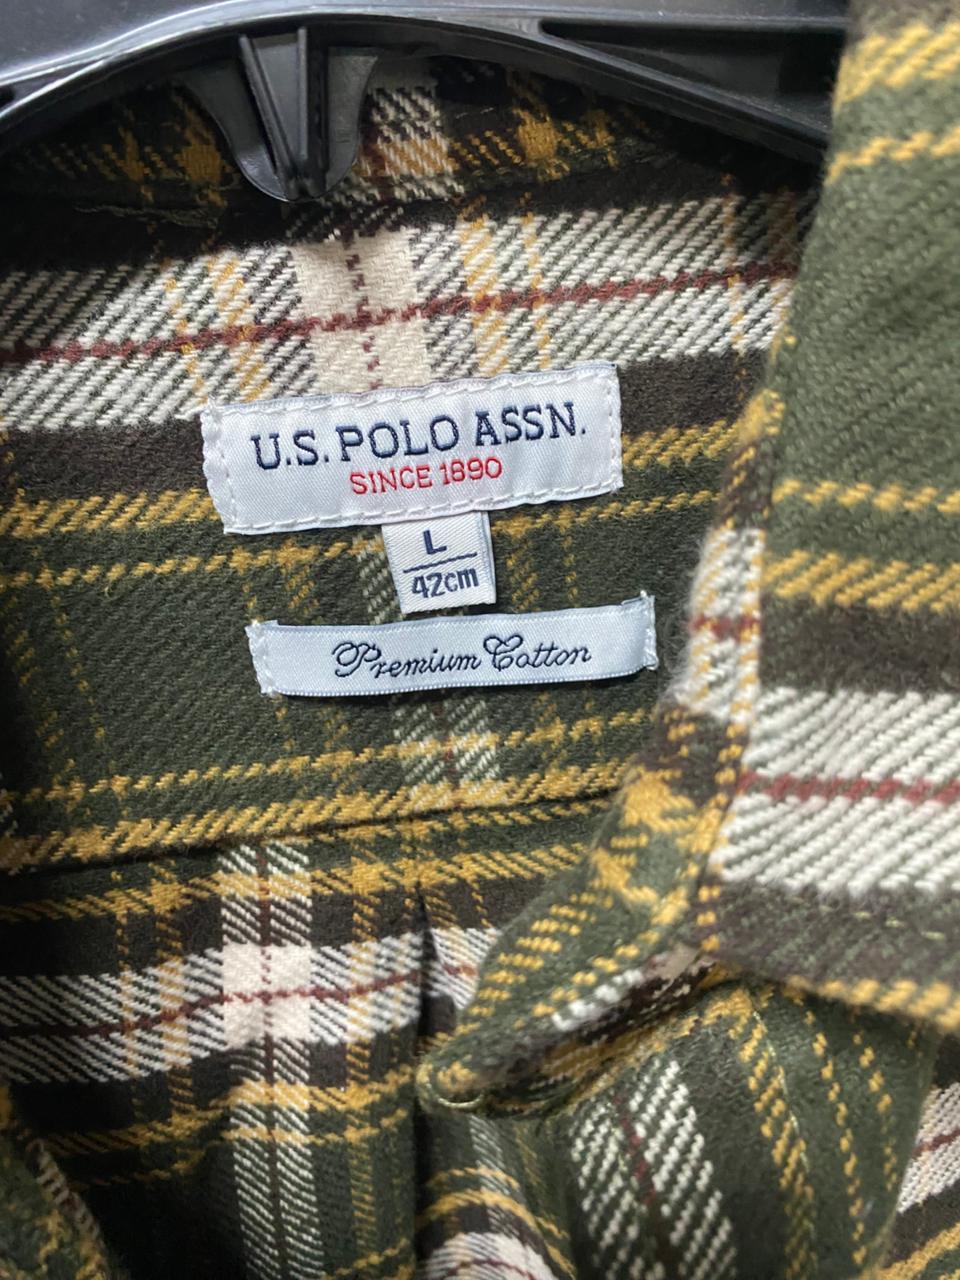 U.S. POLO ASSN.
SINCE 1890
L
42cm
Premium Cotton